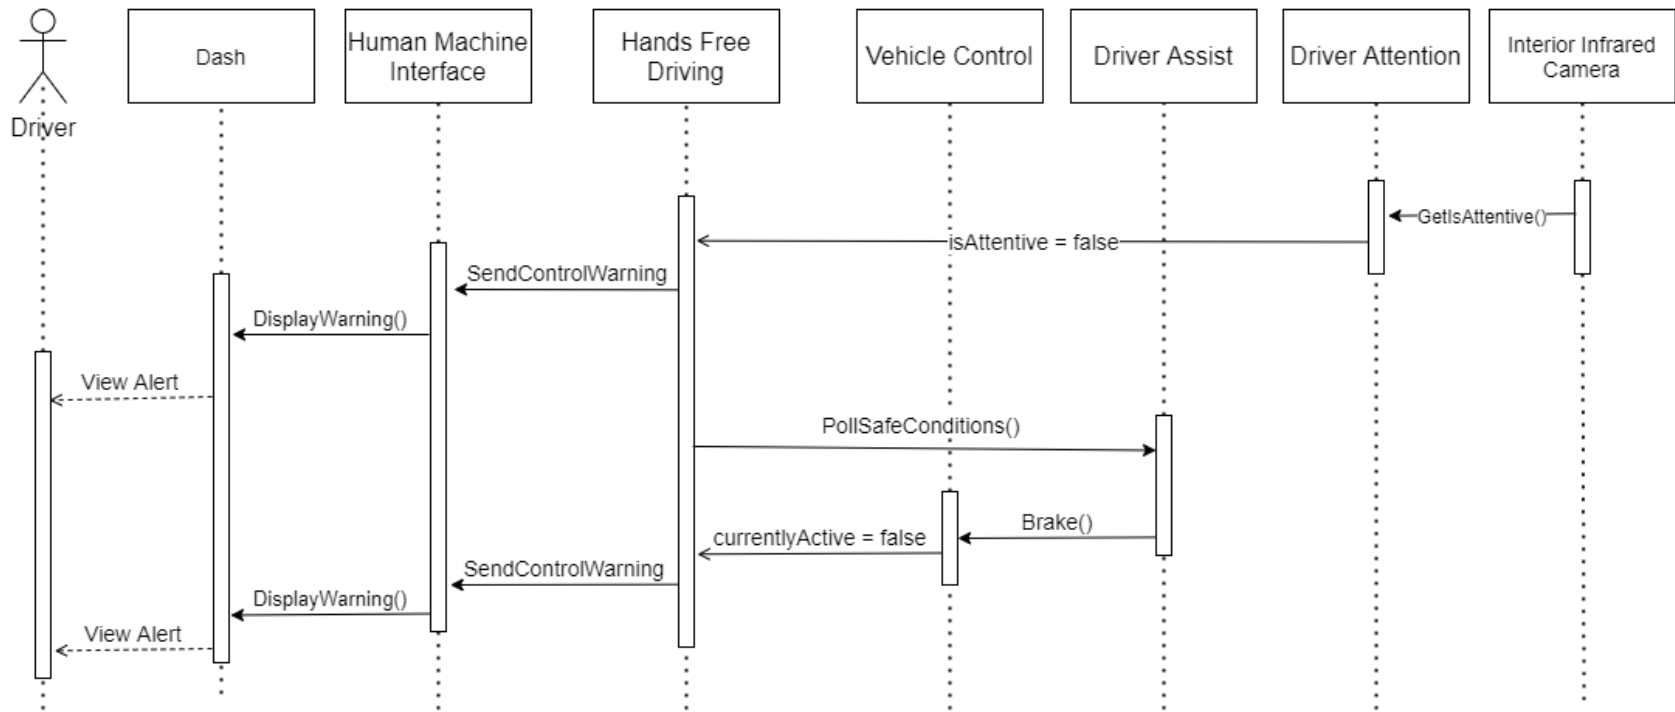 Driver
Dash
Human Machine
Interface
Hands Free
Driving
Vehicle Control
Driver Assist
Driver Attention
Interior Infrared
Camera
GetIsAttentive()
isAttentive = false
SendControlWarning
DisplayWarning()
View Alert
PollSafeConditions()
Brake()
currentlyActive = false
SendControlWarning
DisplayWarning()
View Alert